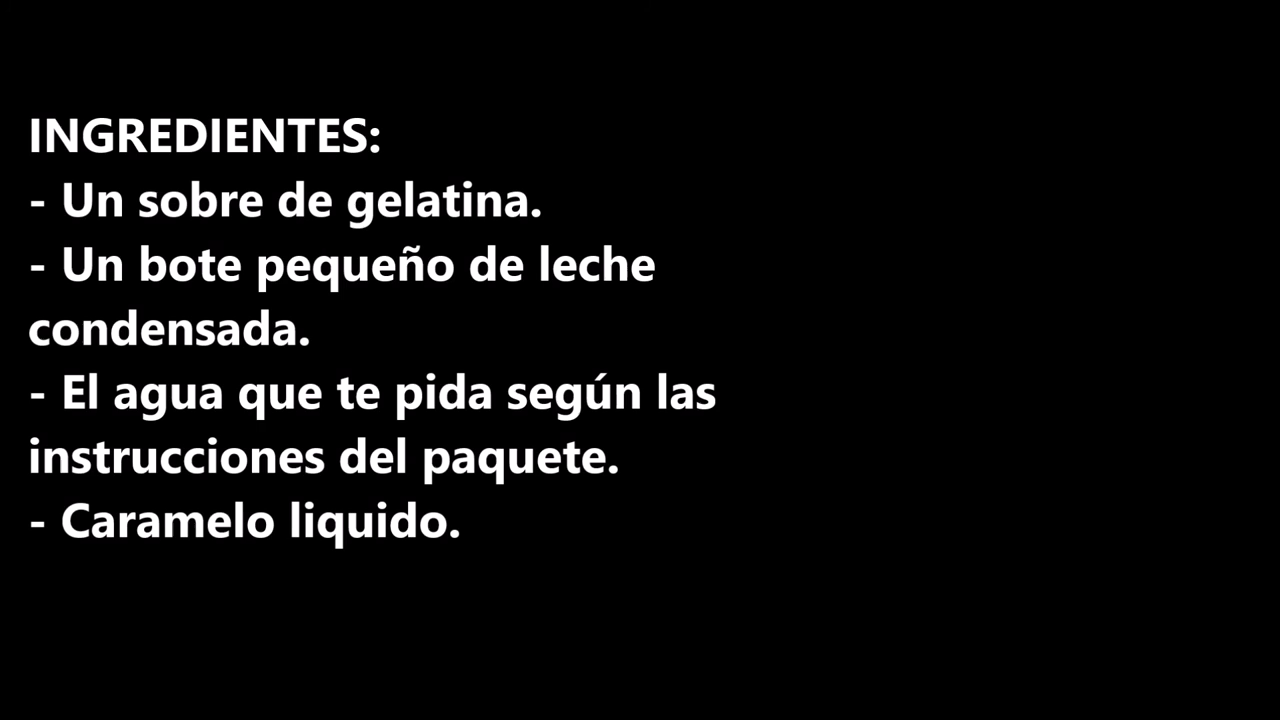 INGREDIENTES:
- Un sobre de gelatina.
- Un bote pequeño de leche
condensada.
- El agua que te pida según las
instrucciones del paquete.
- Caramelo liquido.